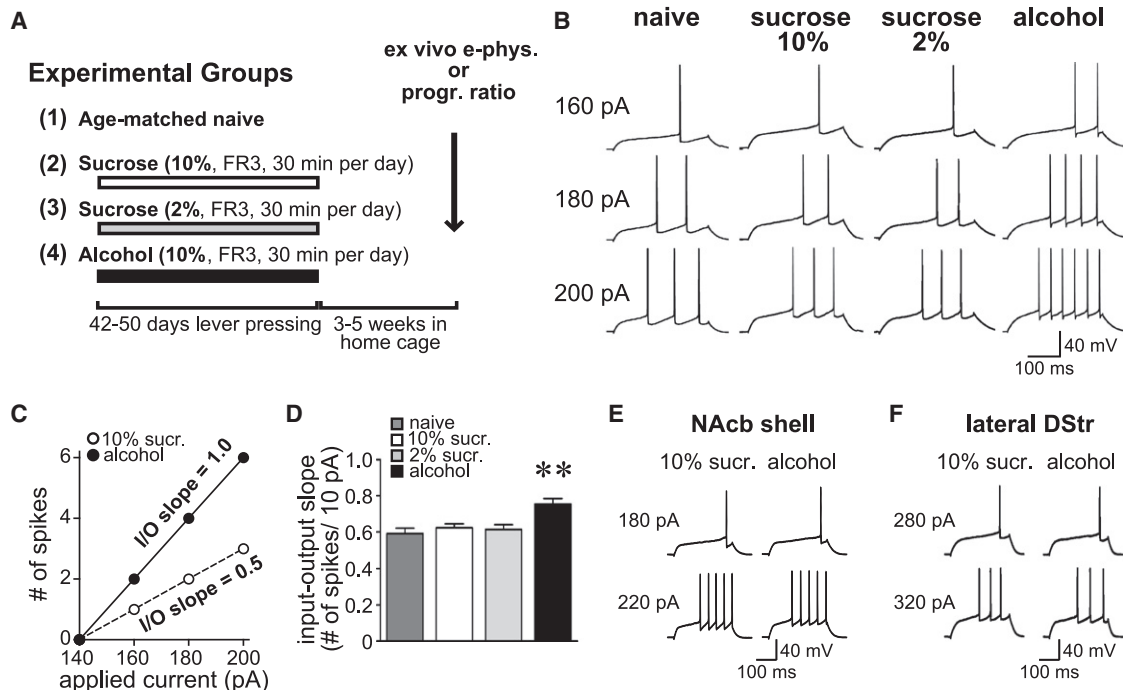 A
Experimental Groups
ex vivo e-phys.
or
progr. ratio
(1) Age-matched naive
(2) Sucrose (10%, FR3, 30 min per day)
(3) Sucrose (2%, FR3, 30 min per day)
(4) Alcohol (10%, FR3, 30 min per day)
42-50 days lever pressing
3-5 weeks in
home cage
B
naive
sucrose
10%
sucrose
2%
alcohol
160 pA
180 pA
200 pA
40 mV
100 ms
C
10% sucr.
alcohol
6
4
2
0
# of spikes
I/O slope = 1.0
I/O slope = 0.5
140 160 180 200
applied current (pA)
D
naive
10% sucr.
2% sucr.
alcohol
1.0
0.8
0.6
0.4
0.2
0
input-output slope
(# of spikes/ 10 pA)
**
E
NAcb shell
10% sucr. alcohol
180 pA
220 pA
40 mV
100 ms
F
lateral DStr
10% sucr. alcohol
280 pA
320 pA
40 mV
100 ms